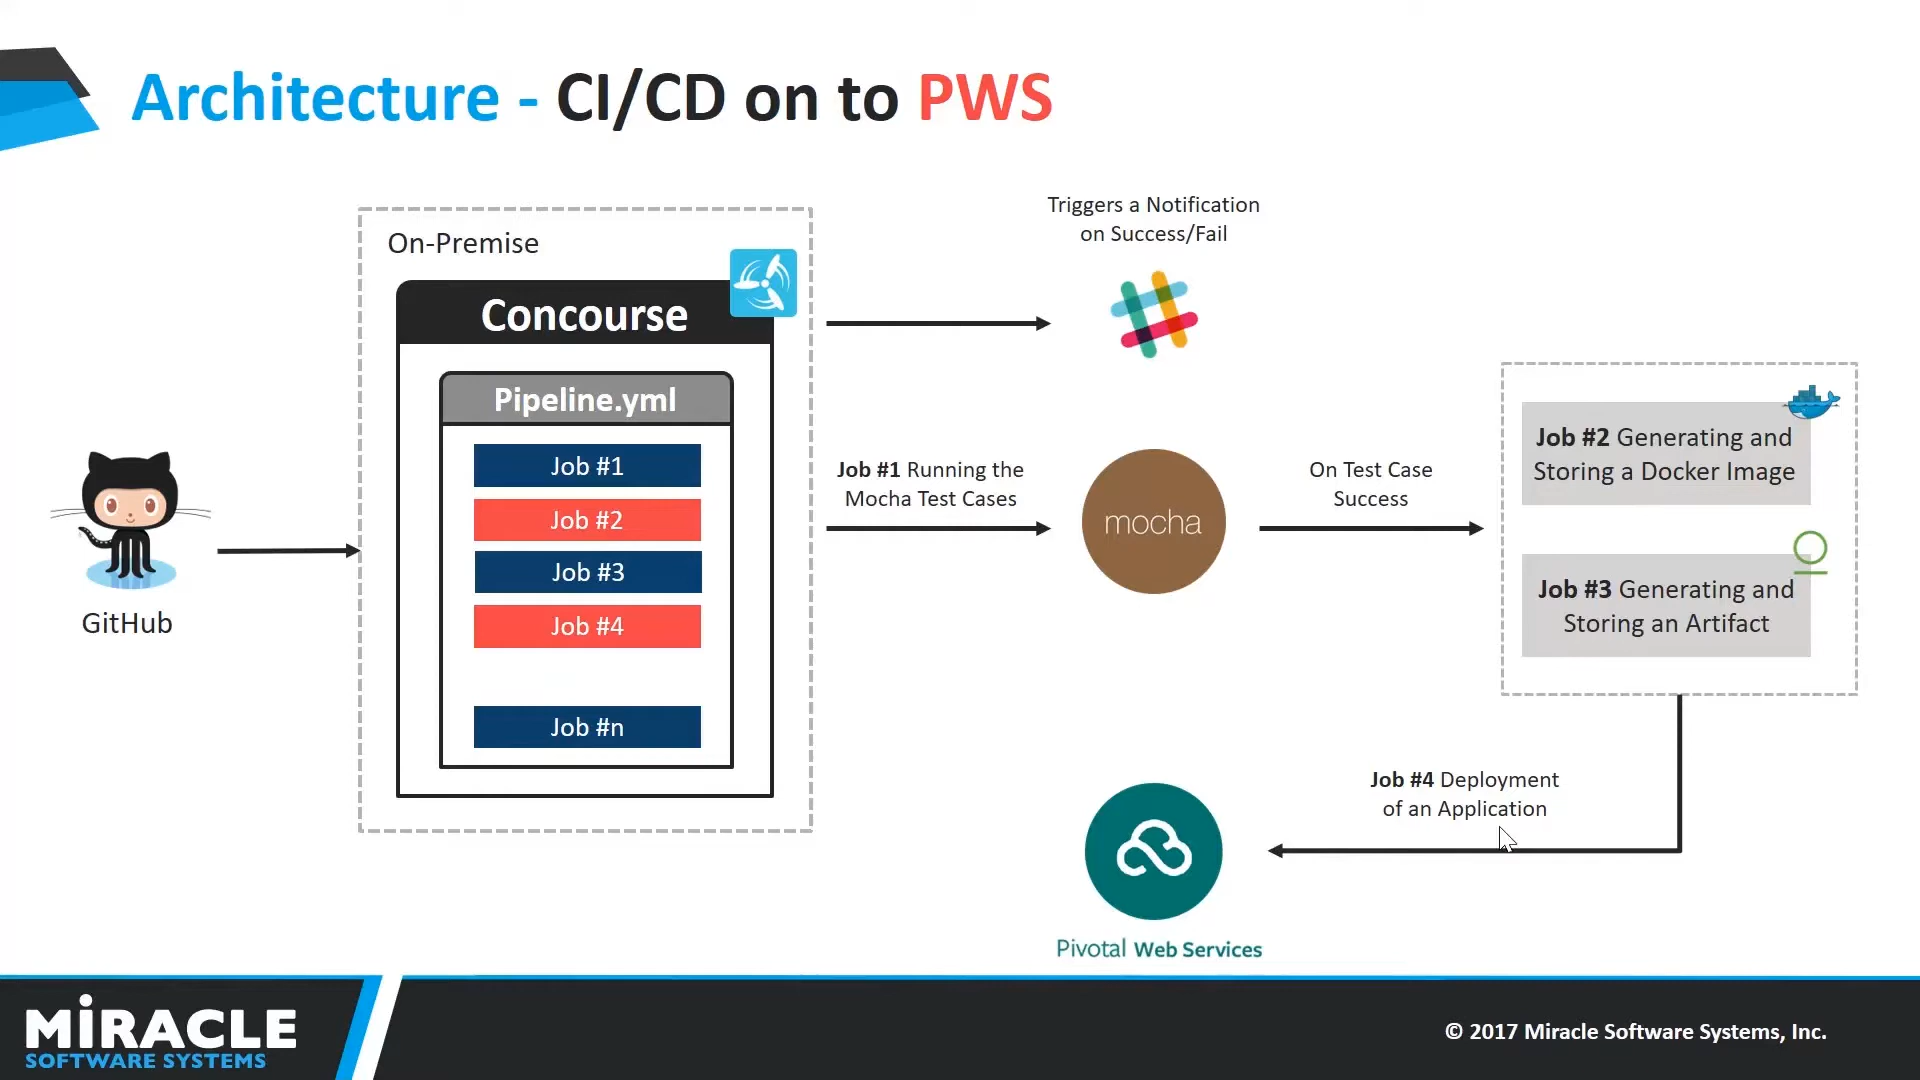 Architecture - CI/CD on to PWS
On-Premise
Concourse
Pipeline.yml
Job #1
Job #2
Job #3
Job #4
Job #n
GitHub
Triggers a Notification
on Success/Fail
Job #1 Running the
Mocha Test Cases
mocha
On Test Case
Success
Job #2 Generating and
Storing a Docker Image
Job #3 Generating and
Storing an Artifact
Job #4 Deployment
of an Application
Pivotal Web Services
MiRACLE
SOFTWARE SYSTEMS
© 2017 Miracle Software Systems, Inc.